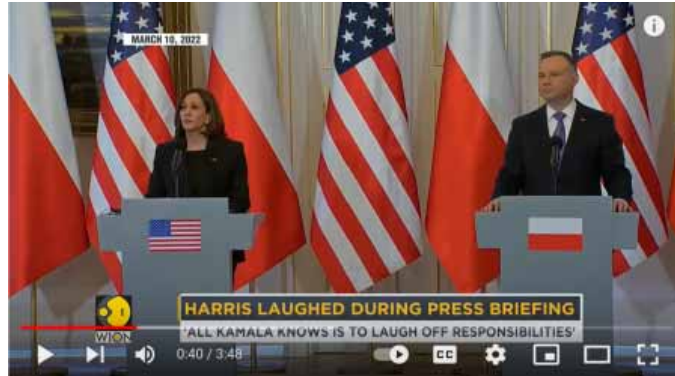 MARCH 10, 2022
HARRIS LAUGHED DURING PRESS BRIEFING
'ALL KAMALA KNOWS IS TO LAUGH OFF RESPONSIBILITIES'
WION
0:40 / 3:48
CC